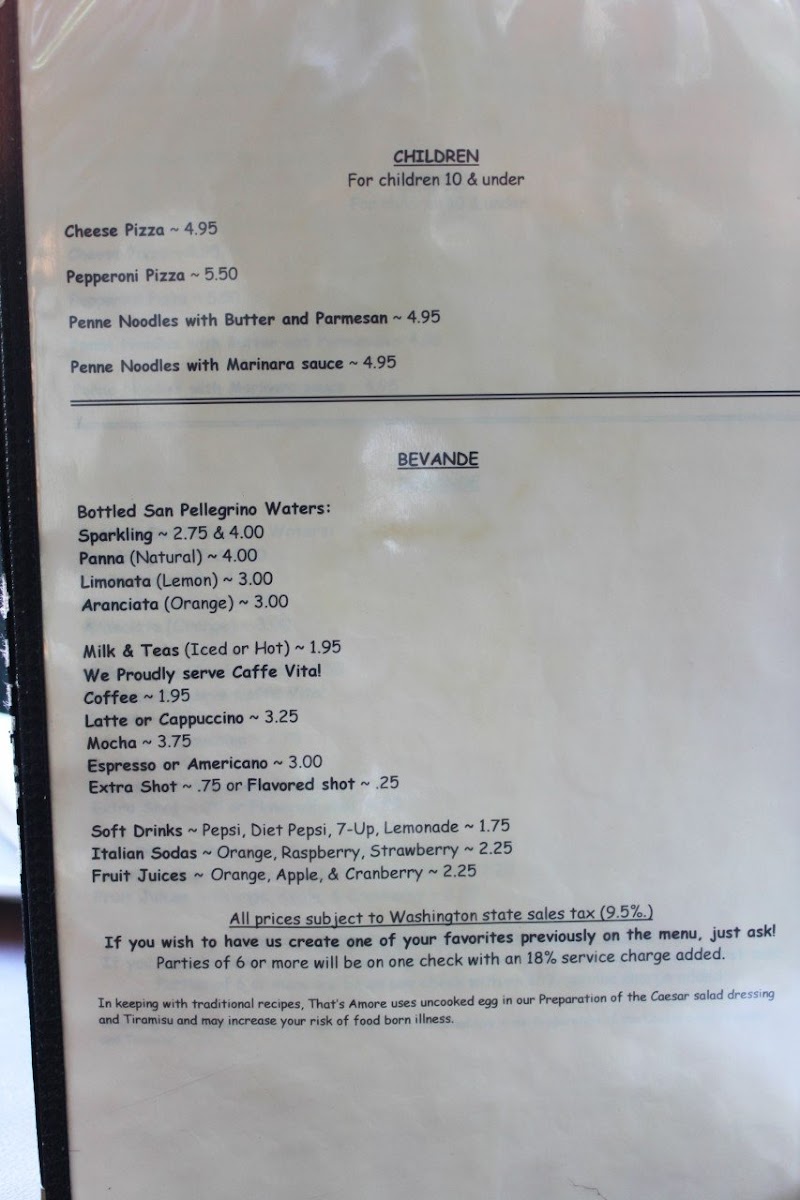 CHILDREN
For children 10 & under
Cheese Pizza ~ 4.95
Pepperoni Pizza ~ 5.50
Penne Noodles with Butter and Parmesan ~ 4.95
Penne Noodles with Marinara sauce ~ 4.95
BEVANDE
Bottled San Pellegrino Waters:
Sparkling ~ 2.75 & 4.00
Panna (Natural) ~ 4.00
Limonata (Lemon) ~ 3.00
Aranciata (Orange) ~ 3.00
Milk & Teas (Iced or Hot) ~ 1.95
We Proudly serve Caffe Vita!
Coffee ~ 1.95
Latte or Cappuccino ~ 3.25
Mocha ~ 3.75
Espresso or Americano ~ 3.00
Extra Shot ~ .75 or Flavored shot ~ .25
Soft Drinks ~ Pepsi, Diet Pepsi, 7-Up, Lemonade ~ 1.75
Italian Sodas ~ Orange, Raspberry, Strawberry ~ 2.25
Fruit Juices ~ Orange, Apple, & Cranberry ~ 2.25
All prices subject to Washington state sales tax (9.5%.)
If you wish to have us create one of your favorites previously on the menu, just ask!
Parties of 6 or more will be on one check with an 18% service charge added.
In keeping with traditional recipes, That's Amore uses uncooked egg in our Preparation of the Caesar salad dressing
and Tiramisu and may increase your risk of food born illness.